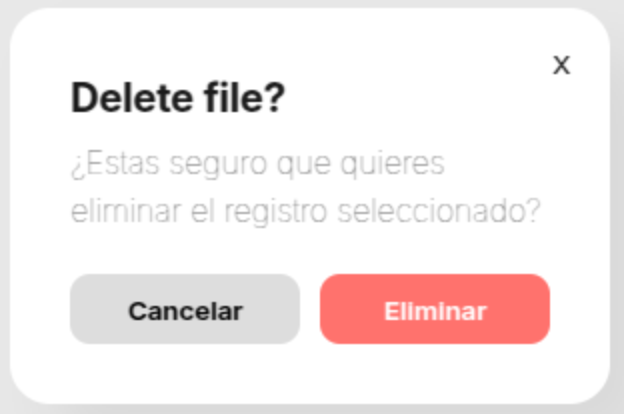 X
Delete file?
¿Estas seguro que quieres
eliminar el registro seleccionado?
Cancelar
Eliminar